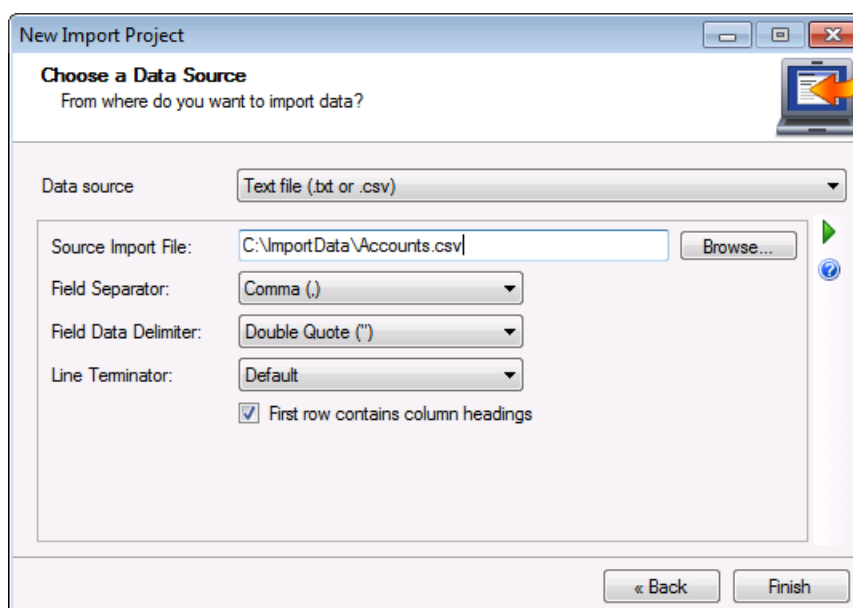 New Import Project
Choose a Data Source
From where do you want to import data?
Data source Text file (.txt or .csv)
Source Import File: C:\ImportData\Accounts.csv Browse...
Field Separator: Comma (,)
Field Data Delimiter: Double Quote (")
Line Terminator: Default
First row contains column headings
« Back Finish